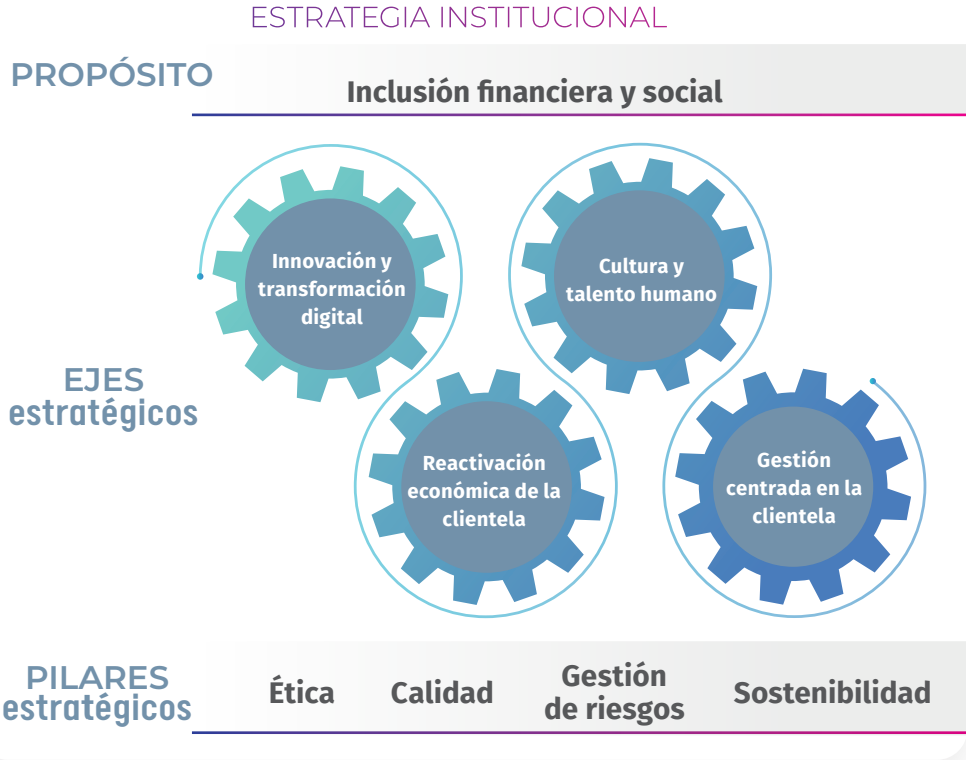 ESTRATEGIA INSTITUCIONAL
PROPÓSITO
Inclusión financiera y social
Innovación y
transformación
digital
Cultura y
talento humano
EJES
estratégicos
Reactivación
económica de la
clientela
Gestión
centrada en la
clientela
PILARES
estratégicos
Ética
Calidad
Gestión
de riesgos
Sostenibilidad